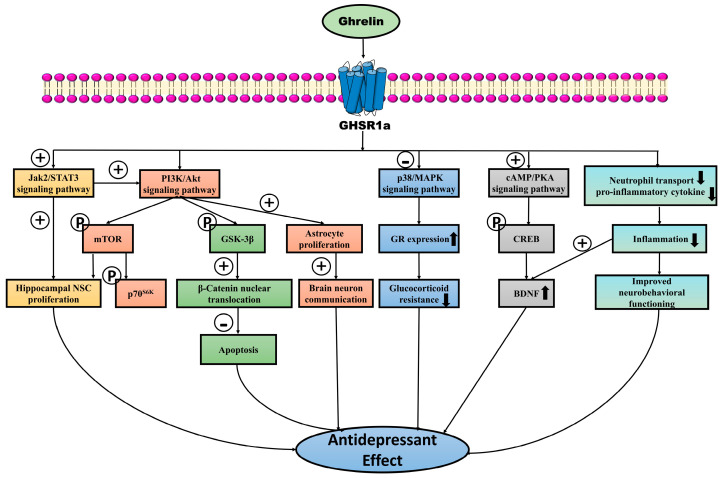 Ghrelin
GHSR1a
+
+
-
+
Jak2/STAT3
signaling pathway
PI3K/Akt
signaling pathway
p38/MAPK
signaling pathway
cAMP/PKA
signaling pathway
Neutrophil transport
pro-inflammatory cytokine
+
+
P
P
P
+
mTOR
GSK-3β
Astrocyte
proliferation
GR expression
CREB
Inflammation
P
+
+
Hippocampal NSC
proliferation
p70S6K
β-Catenin nuclear
translocation
Brain neuron
communication
Glucocorticoid
resistance
BDNF
Improved
neurobehavioral
functioning
-
Apoptosis
Antidepressant
Effect